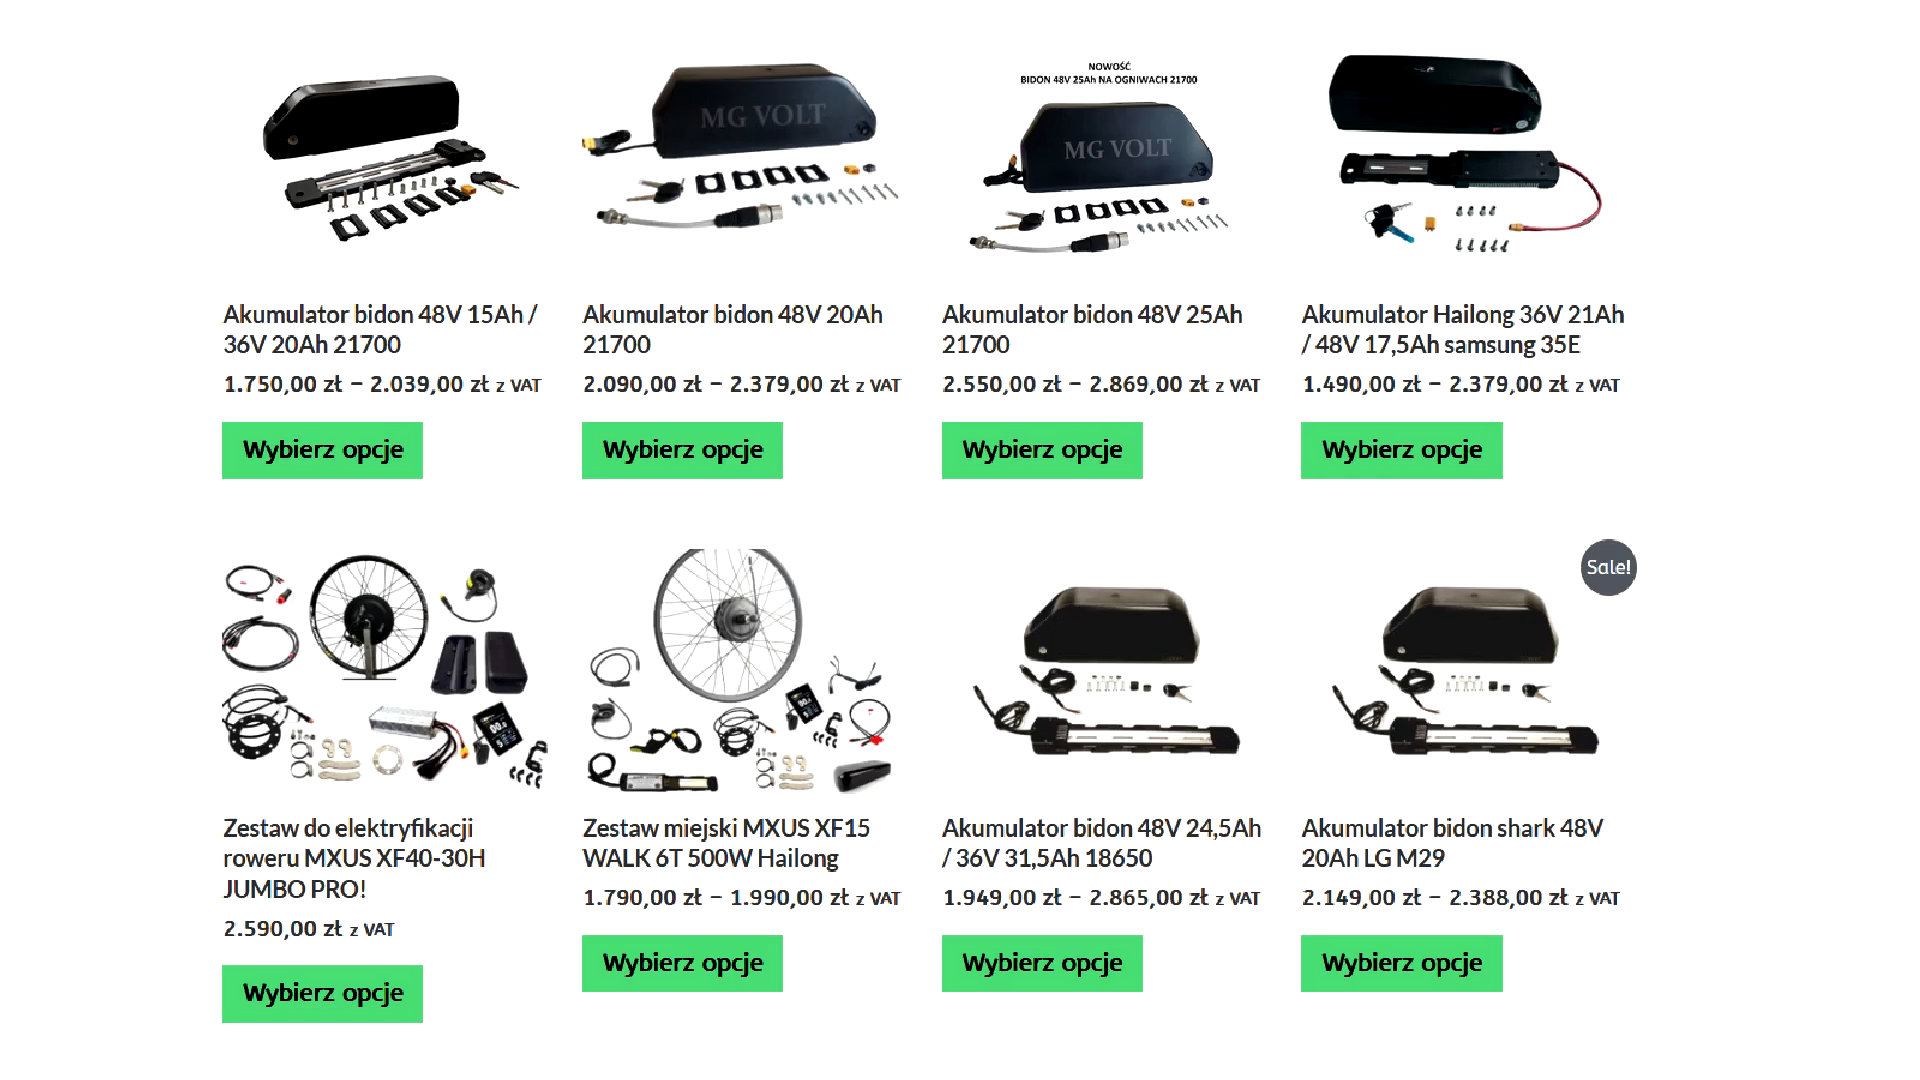 MG VOLT
NOWOŚĆ
BIDON 48V 25Ah NA OGNIWACH 21700
MG VOLT
Akumulator bidon 48V 15Ah /
36V 20Ah 21700
1.750,00 zł – 2.039,00 zł z VAT
Wybierz opcje
Akumulator bidon 48V 20Ah
21700
2.090,00 zł – 2.379,00 zł z VAT
Wybierz opcje
Akumulator bidon 48V 25Ah
21700
2.550,00 zł – 2.869,00 zł z VAT
Wybierz opcje
Akumulator Hailong 36V 21Ah
/ 48V 17,5Ah samsung 35E
1.490,00 zł – 2.379,00 zł z VAT
Wybierz opcje
Zestaw do elektryfikacji
roweru MXUS XF40-30H
JUMBO PRO!
2.590,00 zł z VAT
Wybierz opcje
Zestaw miejski MXUS XF15
WALK 6T 500W Hailong
1.790,00 zł – 1.990,00 zł z VAT
Wybierz opcje
Akumulator bidon 48V 24,5Ah
/ 36V 31,5Ah 18650
1.949,00 zł – 2.865,00 zł z VAT
Wybierz opcje
Sale!
Akumulator bidon shark 48V
20Ah LG M29
2.149,00 zł – 2.388,00 zł z VAT
Wybierz opcje